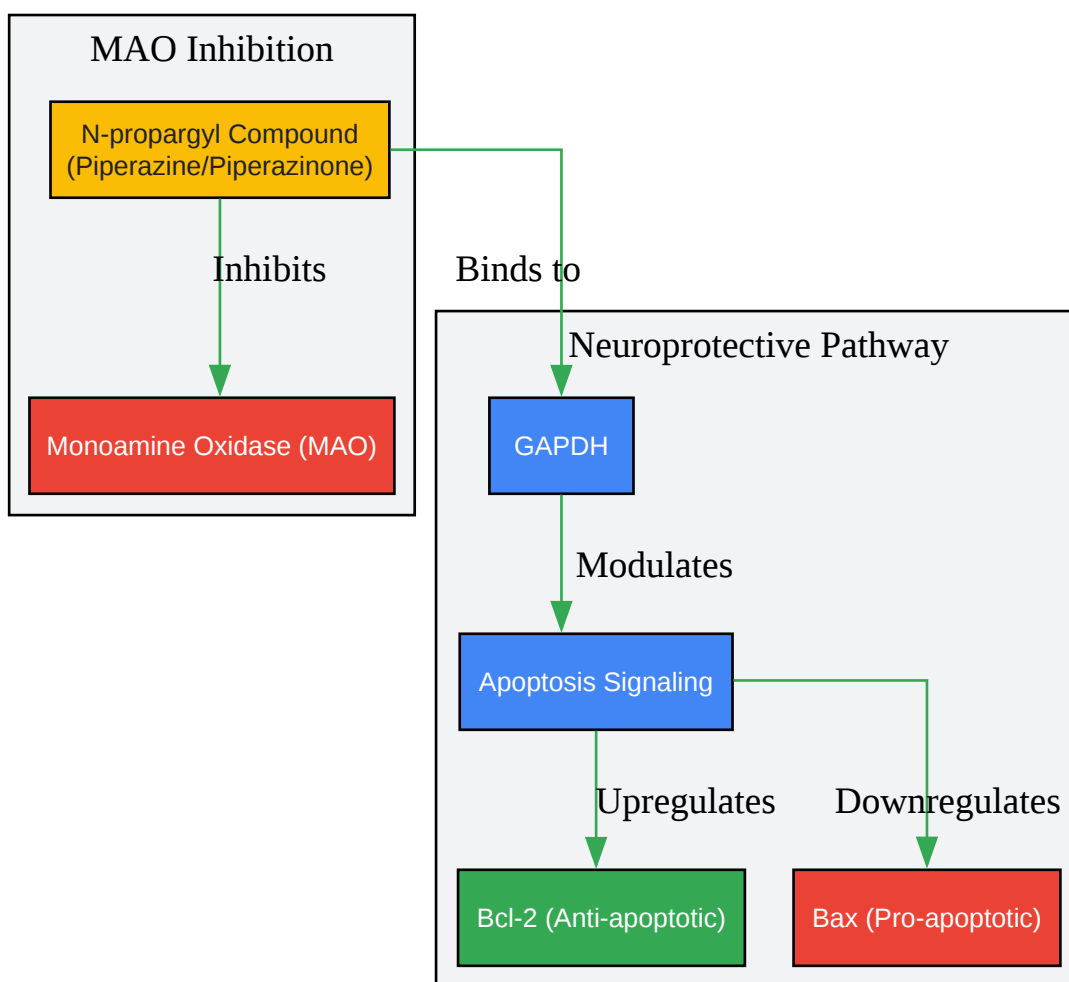 MAO Inhibition
N-propargyl Compound
(Piperazine/Piperazinone)
Inhibits
Binds to
Monoamine Oxidase (MAO)
Neuroprotective Pathway
GAPDH
Modulates
Apoptosis Signaling
Upregulates
Downregulates
Bcl-2 (Anti-apoptotic)
Bax (Pro-apoptotic)